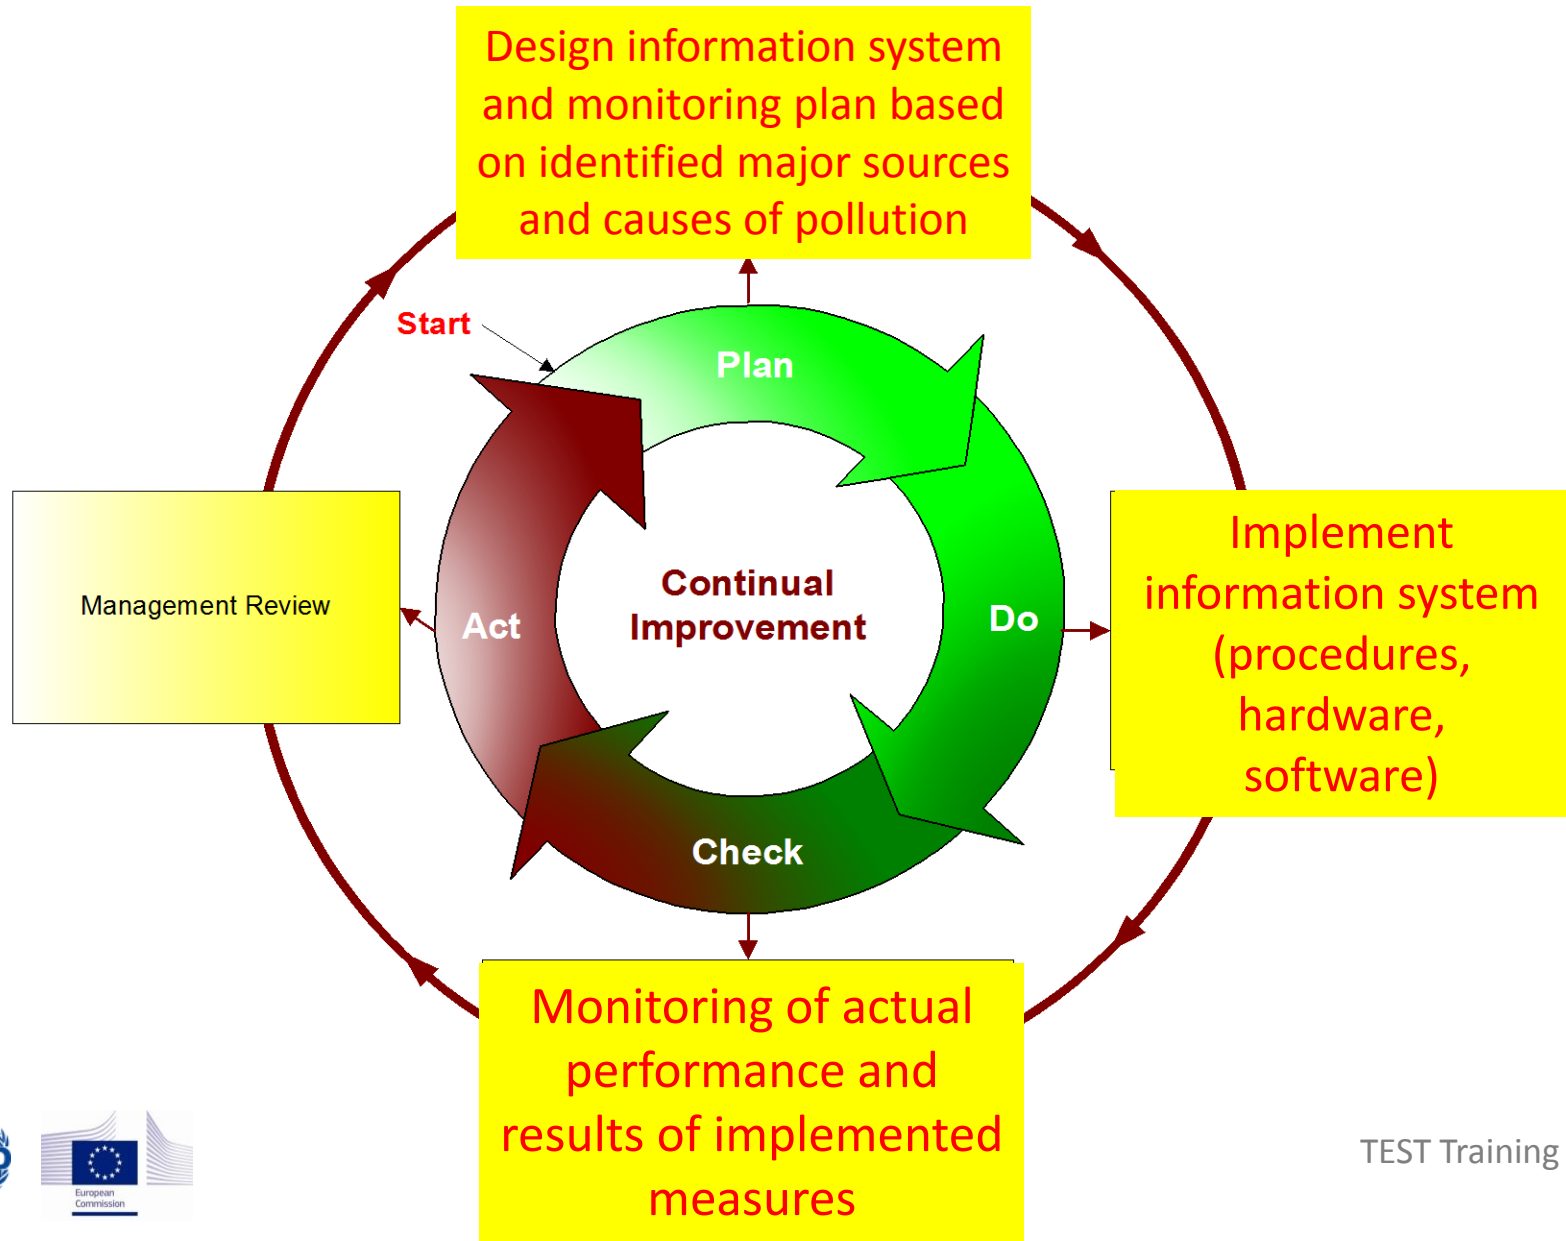 Design information system
and monitoring plan based
on identified major sources
and causes of pollution
Start
Plan
Continual
Improvement
Management Review
Act
Do
Implement
information system
(procedures,
hardware,
software)
Check
Monitoring of actual
performance and
results of implemented
measures
European
Commission
TEST Training